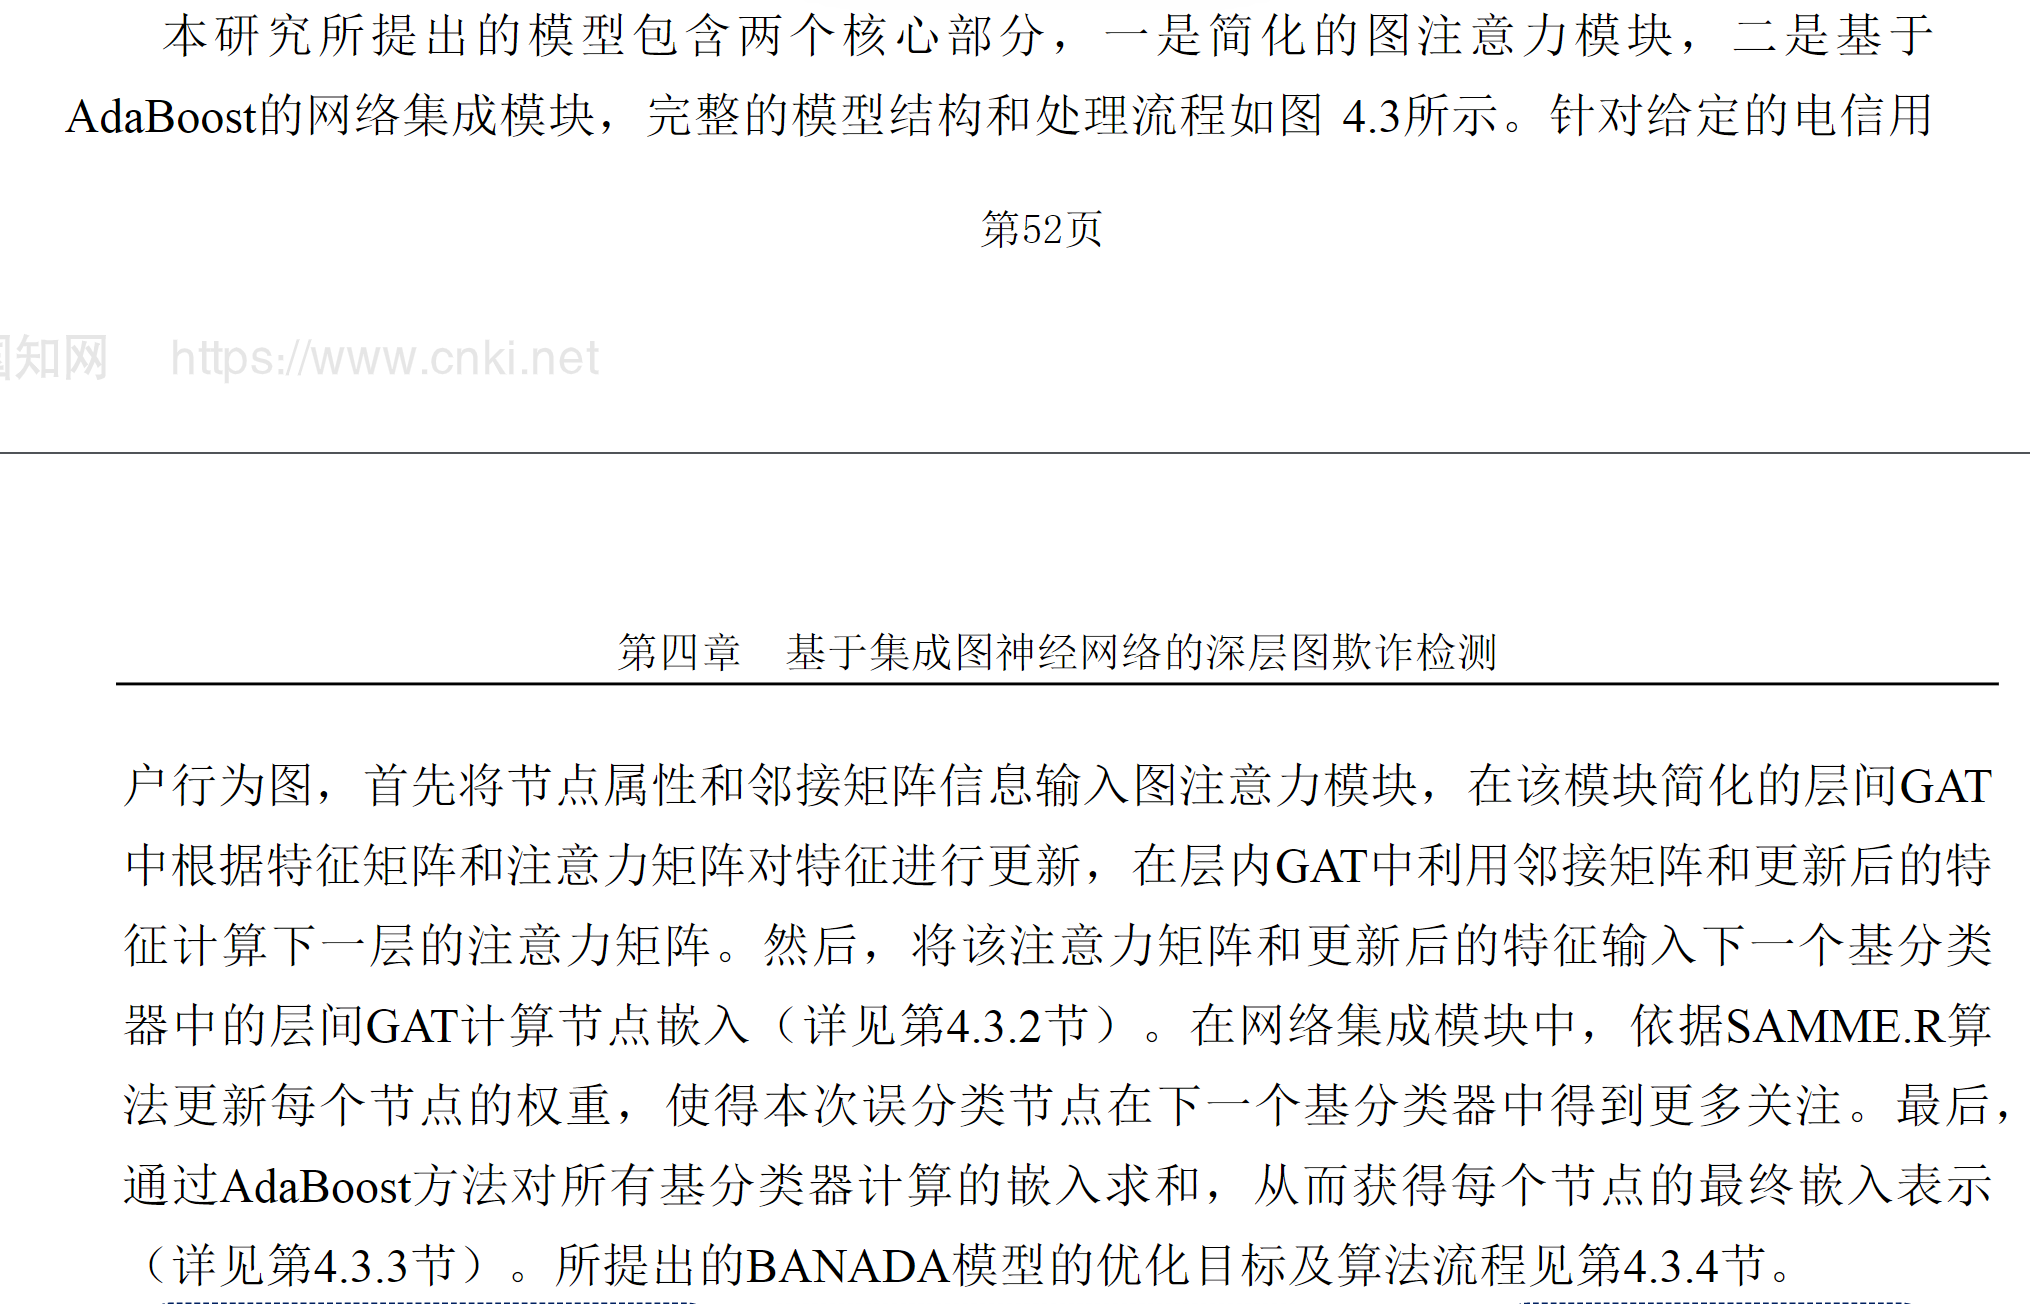 本研究所提出的模型包含两个核心部分，一是简化的图注意力模块，二是基于
AdaBoost的网络集成模块，完整的模型结构和处理流程如图 4.3所示。针对给定的电信用
第52页
国知网 https://www.cnki.net
第四章 基于集成图神经网络的深层图欺诈检测
户行为图，首先将节点属性和邻接矩阵信息输入图注意力模块，在该模块简化的层间GAT
中根据特征矩阵和注意力矩阵对特征进行更新，在层内GAT中利用邻接矩阵和更新后的特
征计算下一层的注意力矩阵。然后，将该注意力矩阵和更新后的特征输入下一个基分类
器中的层间GAT计算节点嵌入（详见第4.3.2节）。在网络集成模块中，依据SAMME.R算
法更新每个节点的权重，使得本次误分类节点在下一个基分类器中得到更多关注。最后，
通过AdaBoost方法对所有基分类器计算的嵌入求和，从而获得每个节点的最终嵌入表示
（详见第4.3.3节）。所提出的BANADA模型的优化目标及算法流程见第4.3.4节。